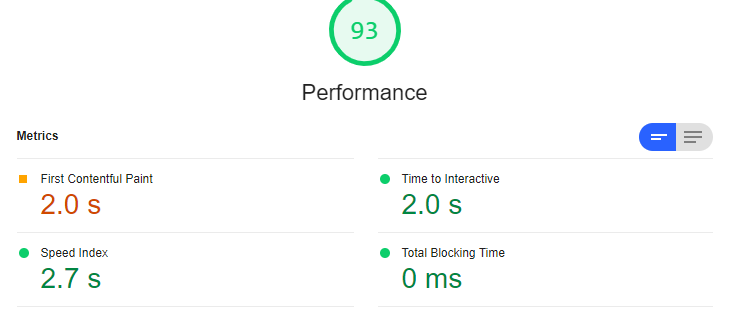 93
Performance
Metrics
First Contentful Paint
2.0 s
Time to Interactive
2.0 s
Speed Index
2.7 s
Total Blocking Time
0 ms